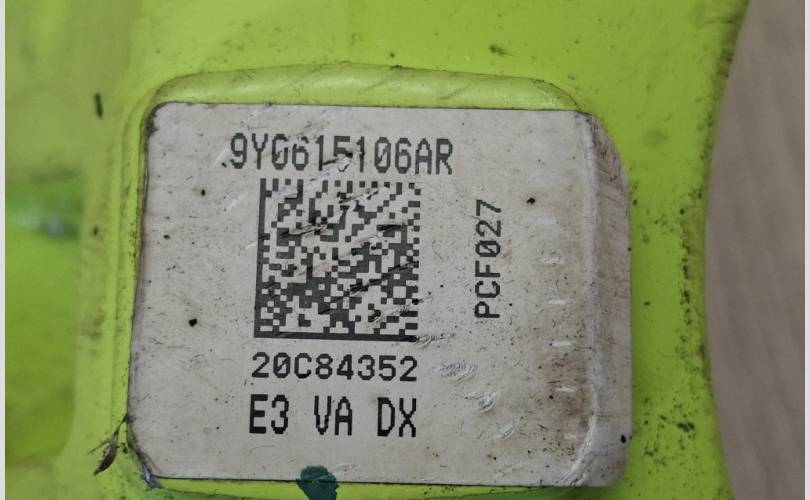 .9Y0615106AR
PCF027
20C84352
E3 VA DX